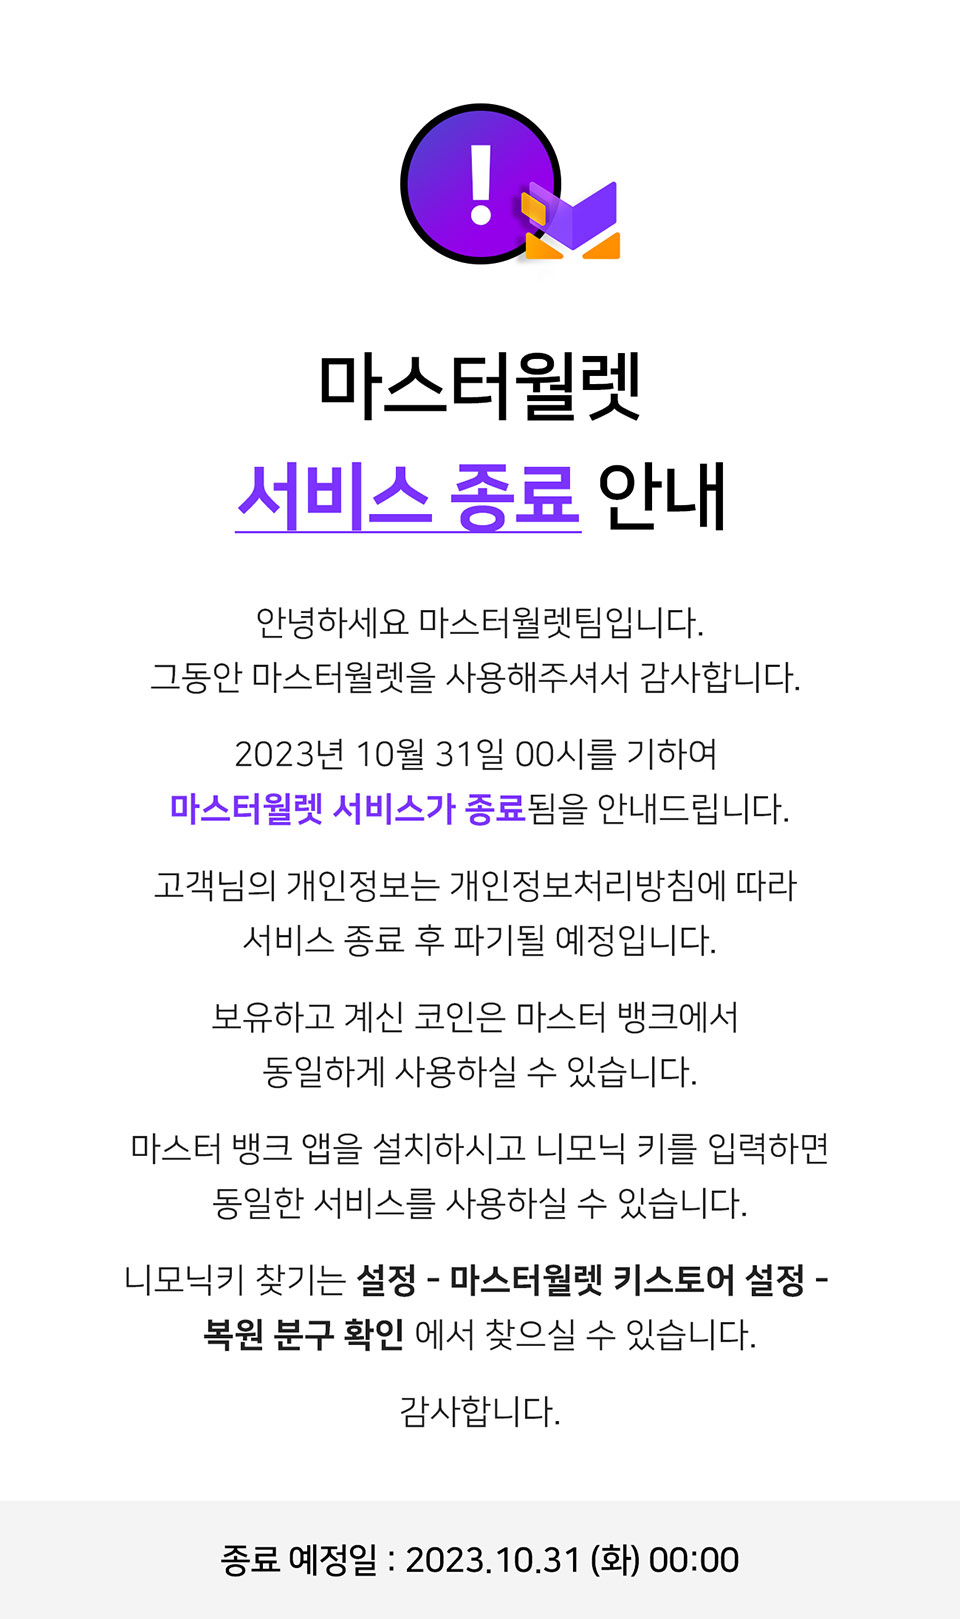 !
마스터월렛
서비스 종료 안내
안녕하세요 마스터월렛팀입니다.
그동안 마스터월렛을 사용해주셔서 감사합니다.
2023년 10월 31일 00시를 기하여
마스터월렛 서비스가 종료됨을 안내드립니다.
고객님의 개인정보는 개인정보처리방침에 따라
서비스 종료 후 파기될 예정입니다.
보유하고 계신 코인은 마스터 뱅크에서
동일하게 사용하실 수 있습니다.
마스터 뱅크 앱을 설치하시고 니모닉 키를 입력하면
동일한 서비스를 사용하실 수 있습니다.
니모닉키 찾기는 설정 - 마스터월렛 키스토어 설정 -
복원 분구 확인 에서 찾으실 수 있습니다.
감사합니다.
종료 예정일 : 2023.10.31 (화) 00:00